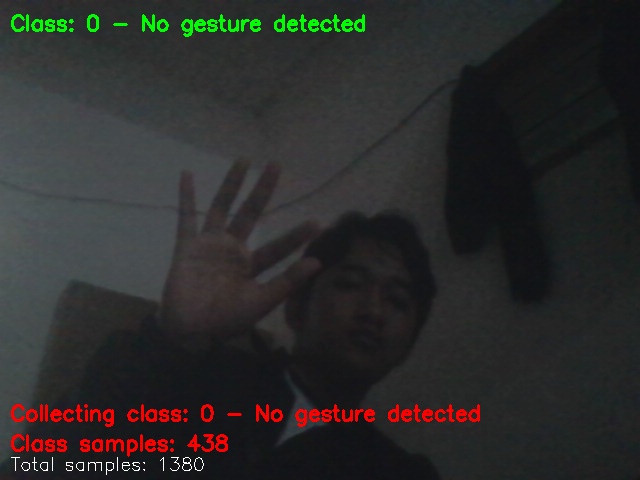 Class: 0 - No gesture detected
Collecting class: 0 - No gesture detected
Class samples: 438
Total samples: 1380